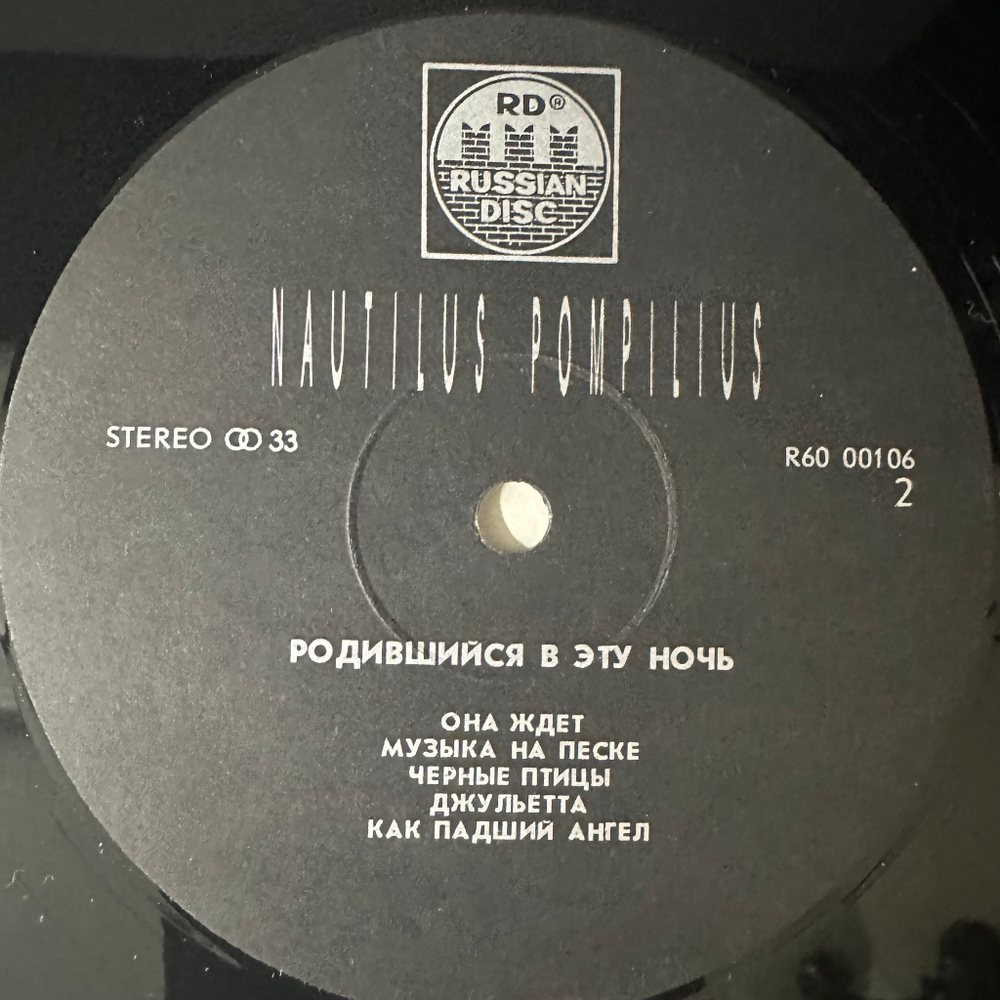 RD®
RUSSIAN
DISC
NAUTILUS POMPILIUS
STEREO 33
R60 00106
2
РОДИВШИЙСЯ В ЭТУ НОЧЬ
ОНА ЖДЕТ
МУЗЫКА НА ПЕСКЕ
ЧЕРНЫЕ ПТИЦЫ
ДЖУЛЬЕТТА
КАК ПАДШИЙ АНГЕЛ